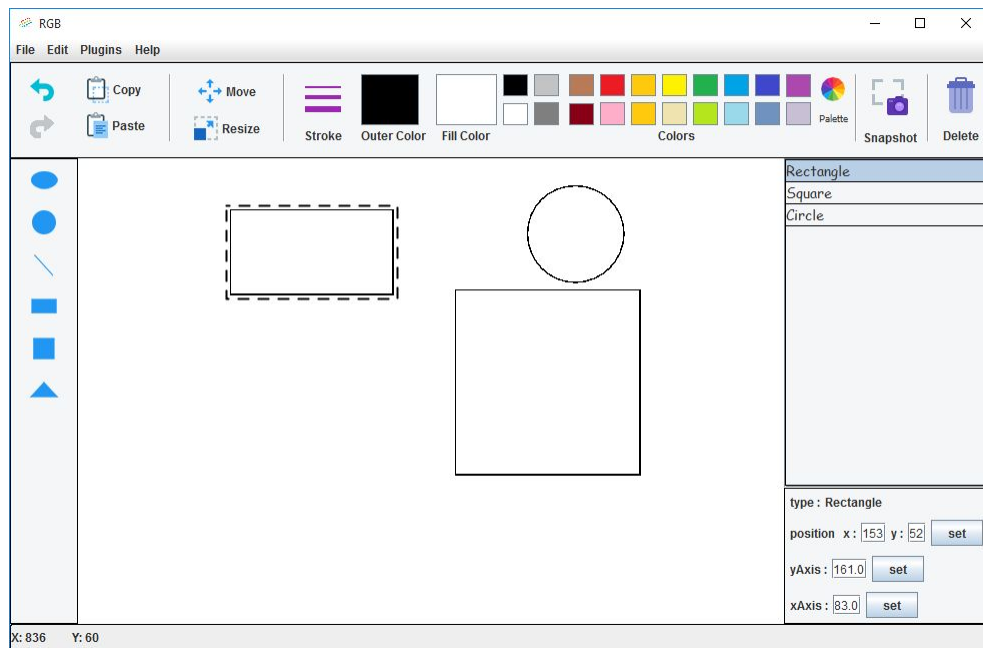 RGB
File Edit Plugins Help
Copy
Paste
Move
Resize
Stroke
Outer Color
Fill Color
Colors
Palette
Snapshot
Delete
Rectangle
Square
Circle
type : Rectangle
position x : 153 y : 52 set
yAxis : 161.0 set
xAxis : 83.0 set
X: 836 Y: 60